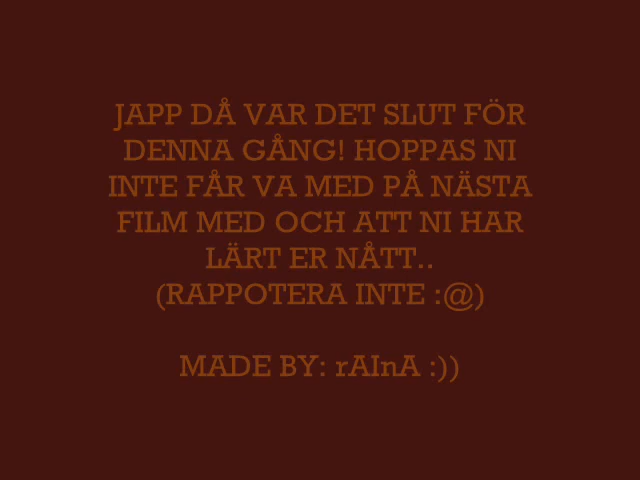 JAPP DÅ VAR DET SLUT FÖR
DENNA GÅNG! HOPPAS NI
INTE FÅR VA MED PÅ NÄSTA
FILM MED OCH ATT NI HAR
LÄRT ER NÅTT..
(RAPPOTERA INTE :@)
MADE BY: rAInA :))